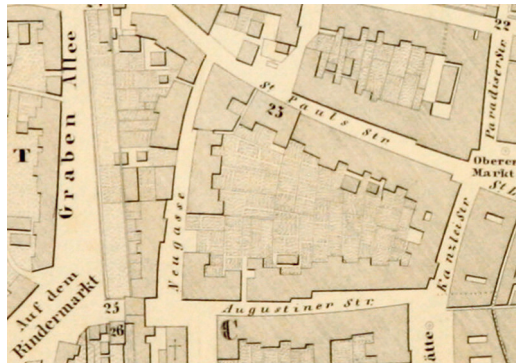 22
Graben Allee
St Pauls Str
23
Paradiser Str
T
Oberer
Markt
Neugasse
Kanzlei Str
Auf dem
Rindermarkt
25
26
Augustiner Str.